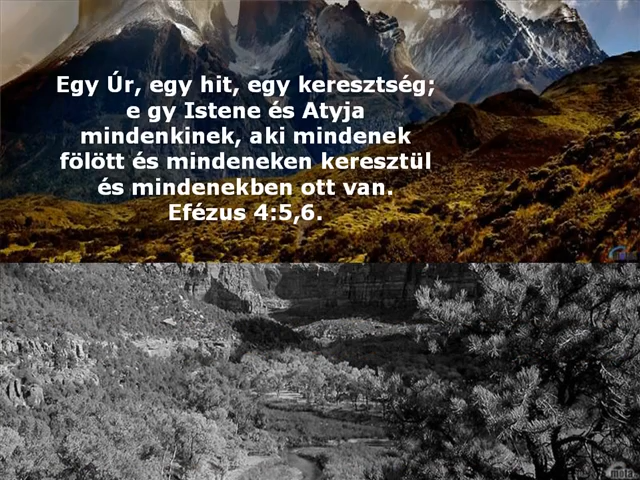 Egy Úr, egy hit, egy keresztség;
e gy Istene és Atyja
mindenkinek, aki mindenek
fölött és mindeneken keresztül
és mindenekben ott van.
Efézus 4:5,6.
mota